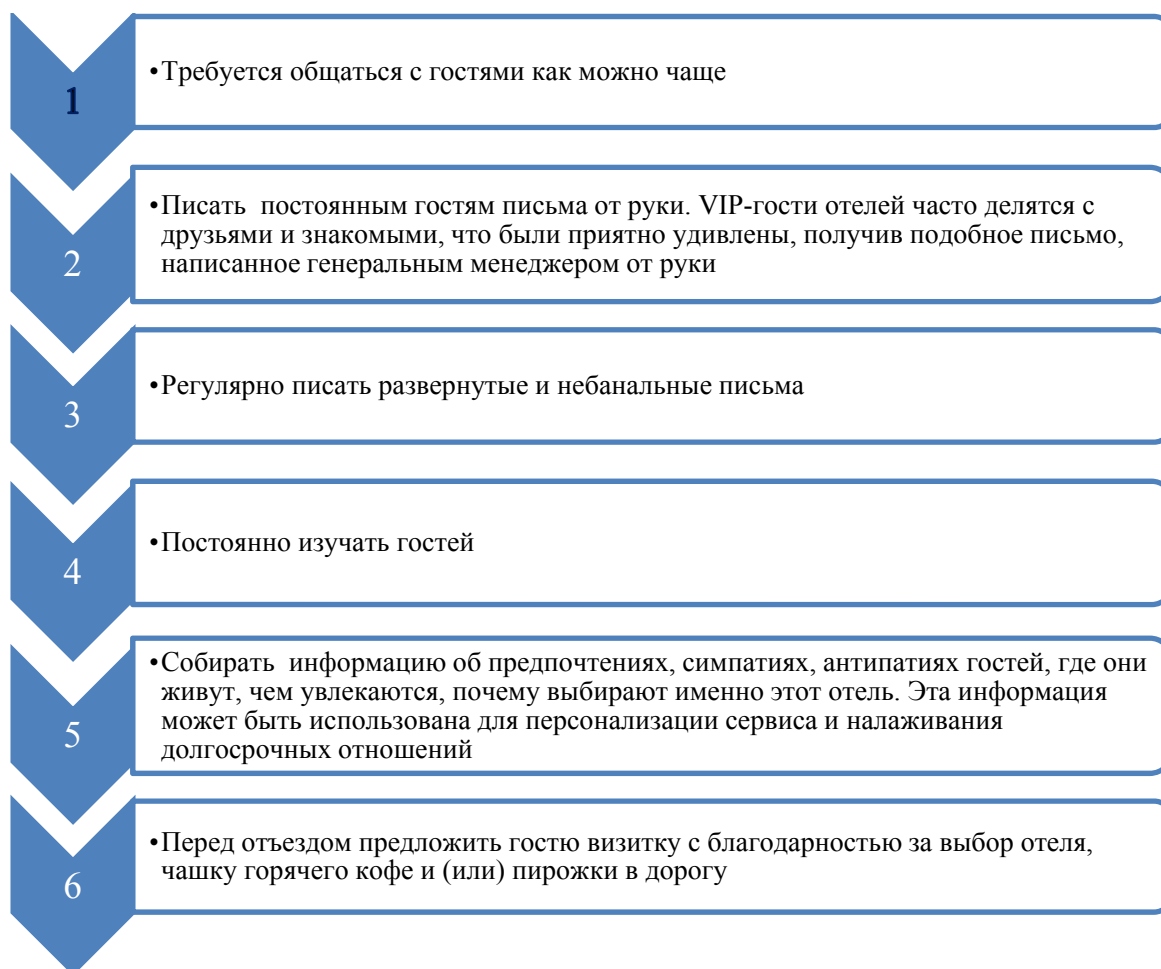 1
•Требуется общаться с гостями как можно чаще
2
•Писать  постоянным гостям письма от руки. VIP-гости отелей часто делятся с
друзьями и знакомыми, что были приятно удивлены, получив подобное письмо,
написанное генеральным менеджером от руки
3
•Регулярно писать развернутые и небанальные письма
4
•Постоянно изучать гостей
5
•Собирать  информацию об предпочтениях, симпатиях, антипатиях гостей, где они
живут, чем увлекаются, почему выбирают именно этот отель. Эта информация
может быть использована для персонализации сервиса и налаживания
долгосрочных отношений
6
•Перед отъездом предложить гостю визитку с благодарностью за выбор отеля,
чашку горячего кофе и (или) пирожки в дорогу